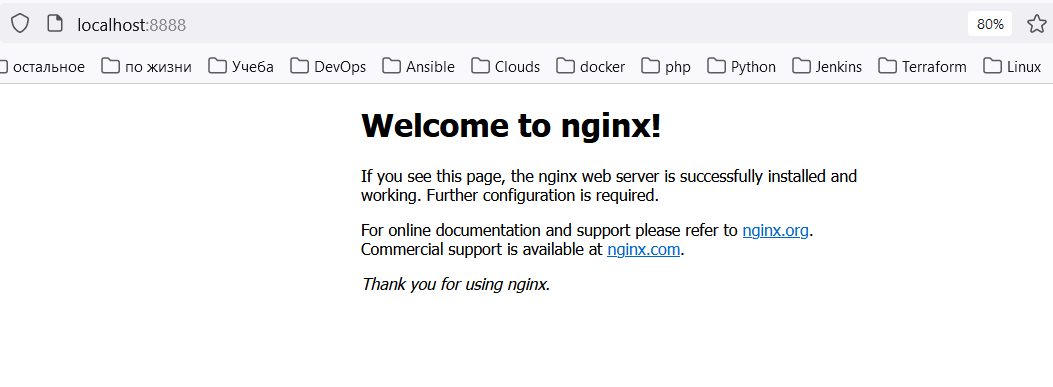 localhost:8888 80%
остальное по жизни Учеба DevOps Ansible Clouds docker php Python Jenkins Terraform Linux
Welcome to nginx!
If you see this page, the nginx web server is successfully installed and
working. Further configuration is required.
For online documentation and support please refer to nginx.org.
Commercial support is available at nginx.com.
Thank you for using nginx.